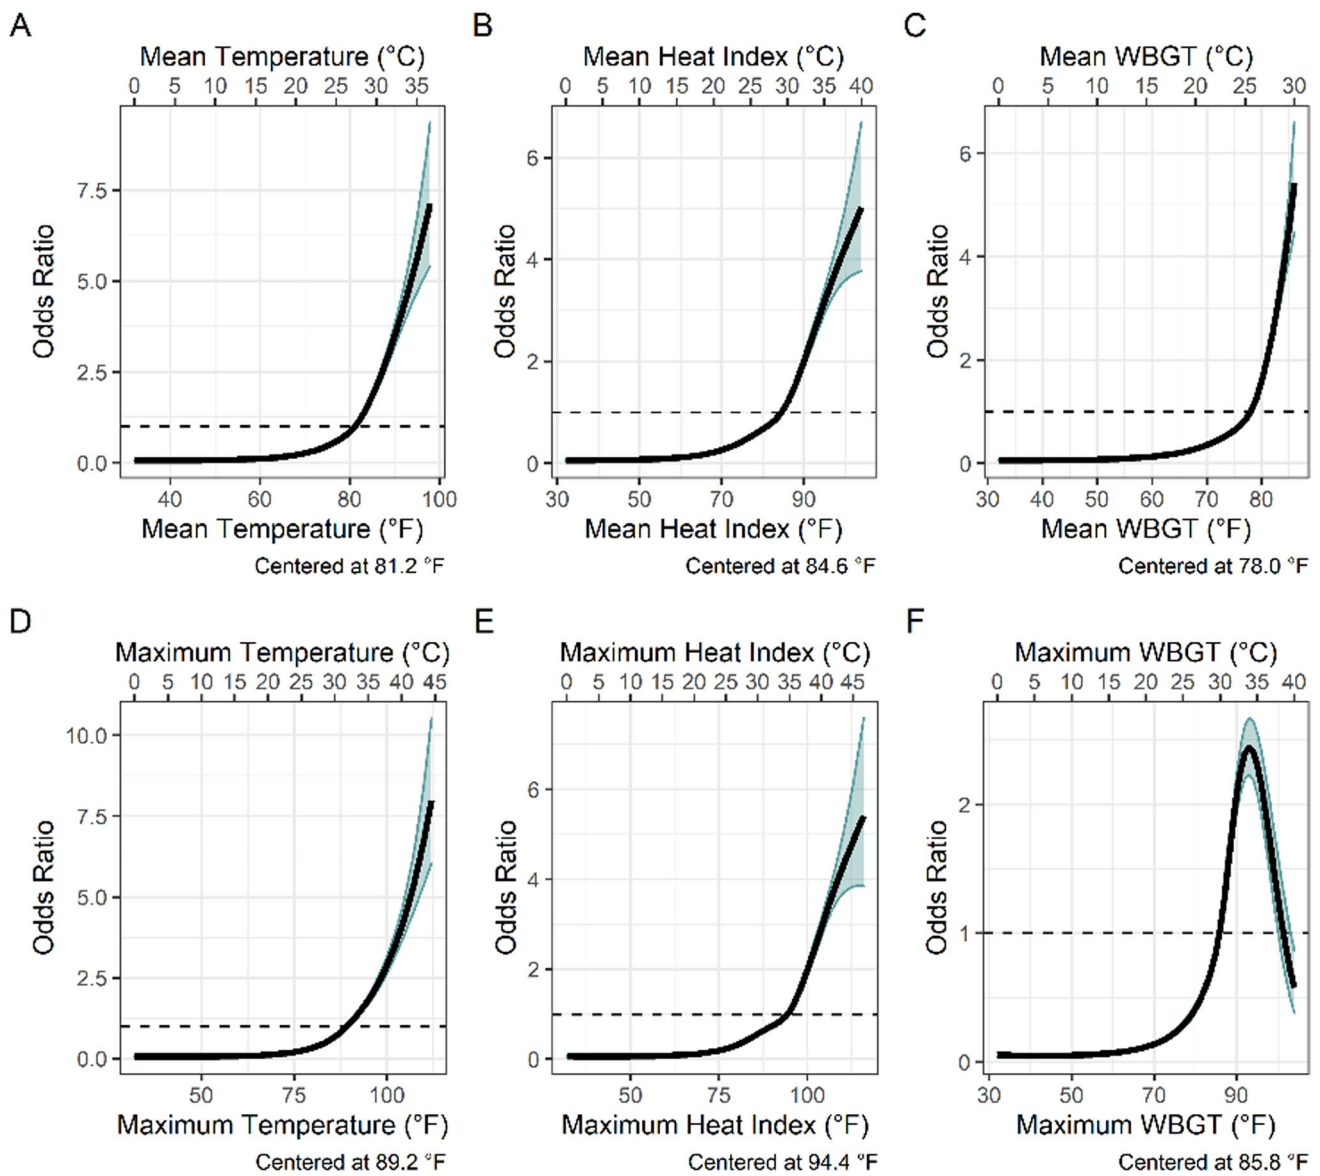 A
Mean Temperature (°C)
0 5 10 15 20 25 30 35
7.5
5.0
2.5
0.0
Odds Ratio
40 60 80 100
Mean Temperature (°F)
Centered at 81.2 °F
B
Mean Heat Index (°C)
0 5 10 15 20 25 30 35 40
6
4
2
0
Odds Ratio
30 50 70 90
Mean Heat Index (°F)
Centered at 84.6 °F
C
Mean WBGT (°C)
0 5 10 15 20 25 30
6
4
2
0
Odds Ratio
30 40 50 60 70 80
Mean WBGT (°F)
Centered at 78.0 °F
D
Maximum Temperature (°C)
0 5 10 15 20 25 30 35 40 45
10.0
7.5
5.0
2.5
0.0
Odds Ratio
50 75 100
Maximum Temperature (°F)
Centered at 89.2 °F
E
Maximum Heat Index (°C)
0 5 10 15 20 25 30 35 40 45
6
4
2
0
Odds Ratio
50 75 100
Maximum Heat Index (°F)
Centered at 94.4 °F
F
Maximum WBGT (°C)
0 5 10 15 20 25 30 35 40
2
1
0
Odds Ratio
30 50 70 90
Maximum WBGT (°F)
Centered at 85.8 °F